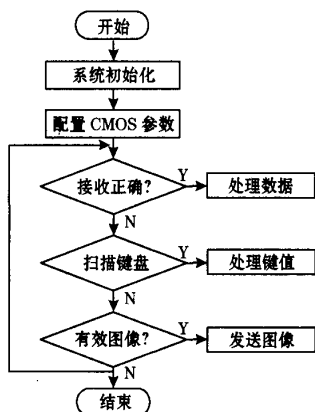 开始
系统初始化
配置 CMOS 参数
接收正确?
Y
处理数据
N
扫描键盘
Y
处理键值
N
有效图像?
Y
发送图像
N
结束